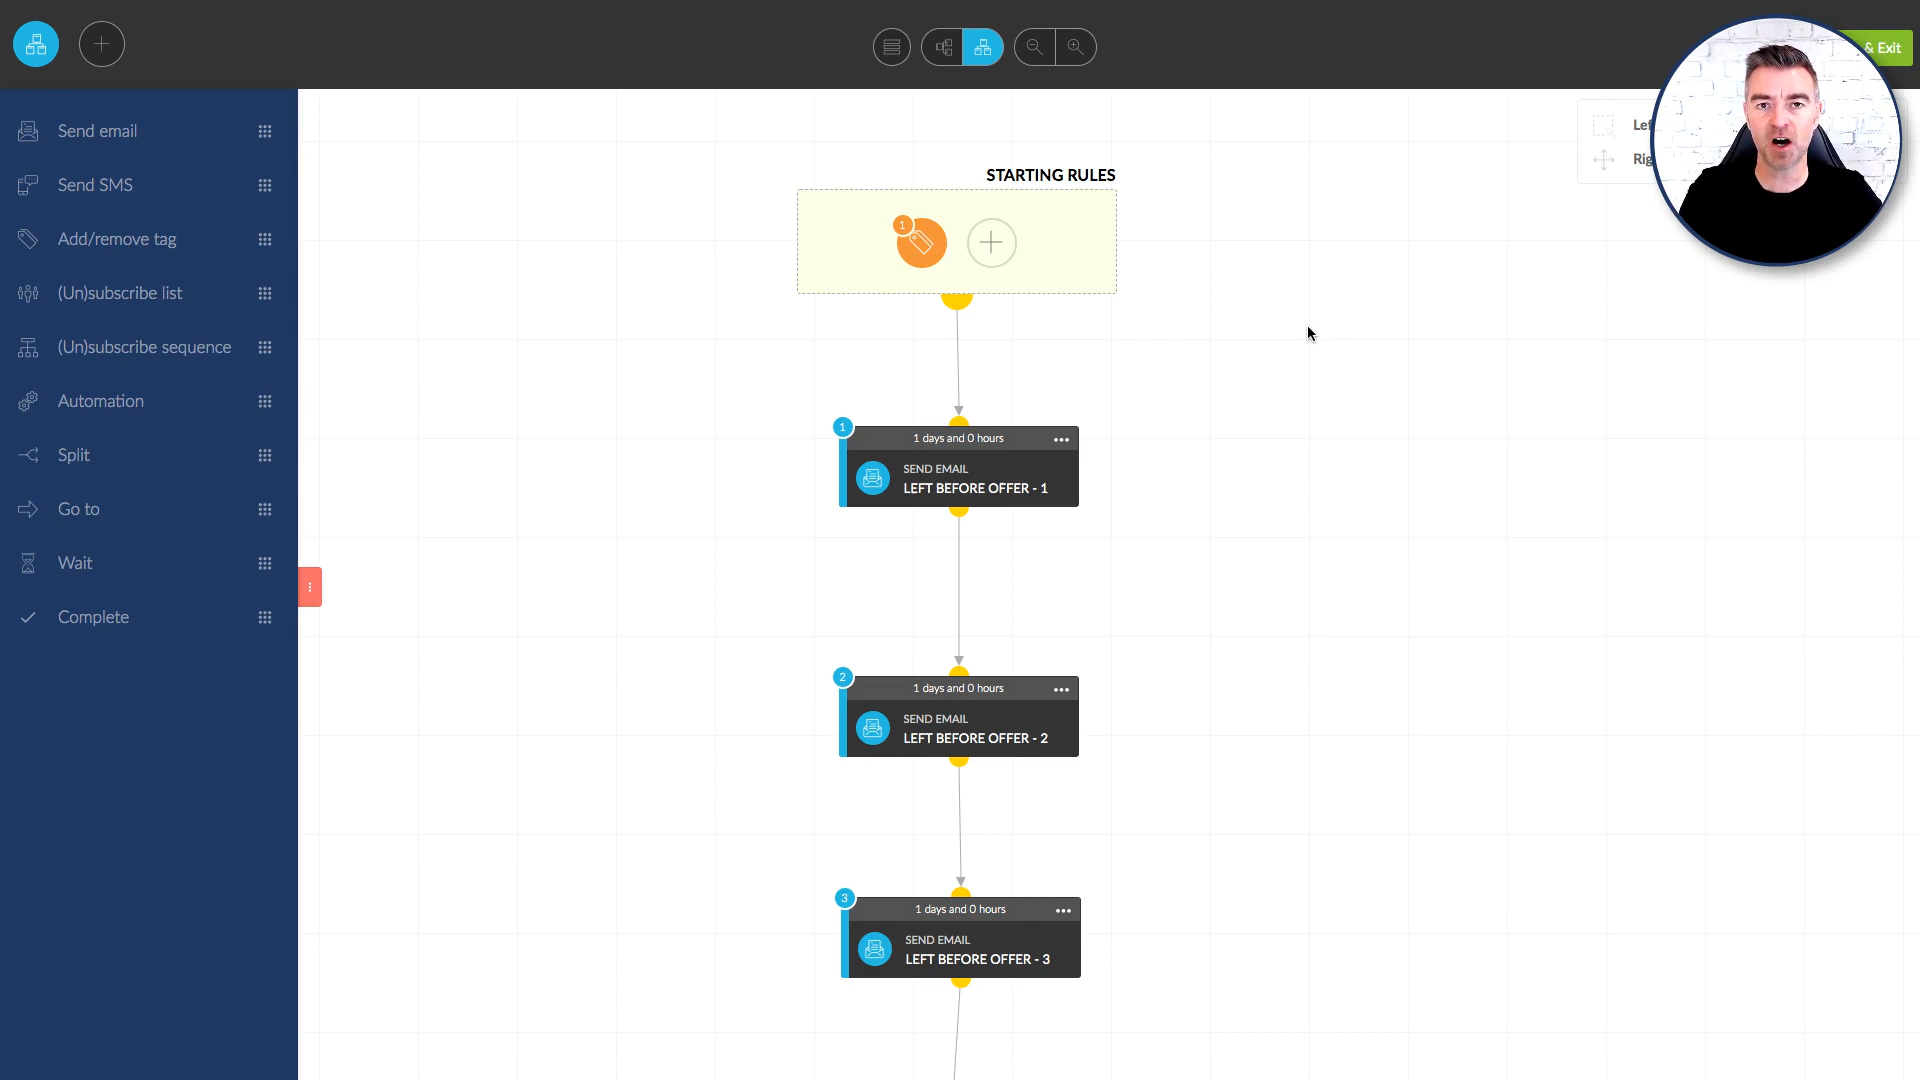 & Exit
Send email
Send SMS
Add/remove tag
(Un)subscribe list
(Un)subscribe sequence
Automation
Split
Go to
Wait
Complete
STARTING RULES
1
1
1 days and 0 hours
SEND EMAIL
LEFT BEFORE OFFER - 1
2
1 days and 0 hours
SEND EMAIL
LEFT BEFORE OFFER - 2
3
1 days and 0 hours
SEND EMAIL
LEFT BEFORE OFFER - 3